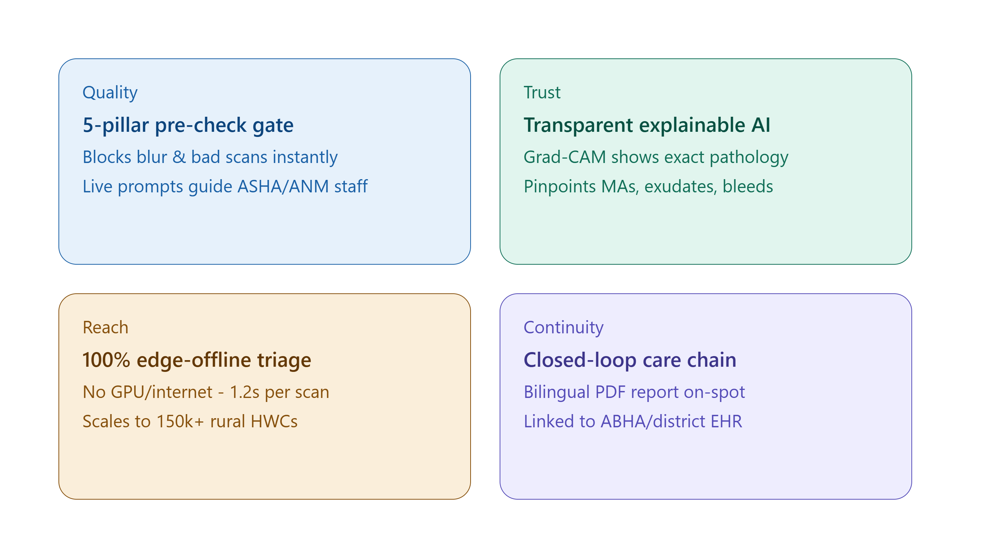 Quality
5-pillar pre-check gate
Blocks blur & bad scans instantly
Live prompts guide ASHA/ANM staff
Trust
Transparent explainable AI
Grad-CAM shows exact pathology
Pinpoints MAs, exudates, bleeds
Reach
100% edge-offline triage
No GPU/internet - 1.2s per scan
Scales to 150k+ rural HWCs
Continuity
Closed-loop care chain
Bilingual PDF report on-spot
Linked to ABHA/district EHR